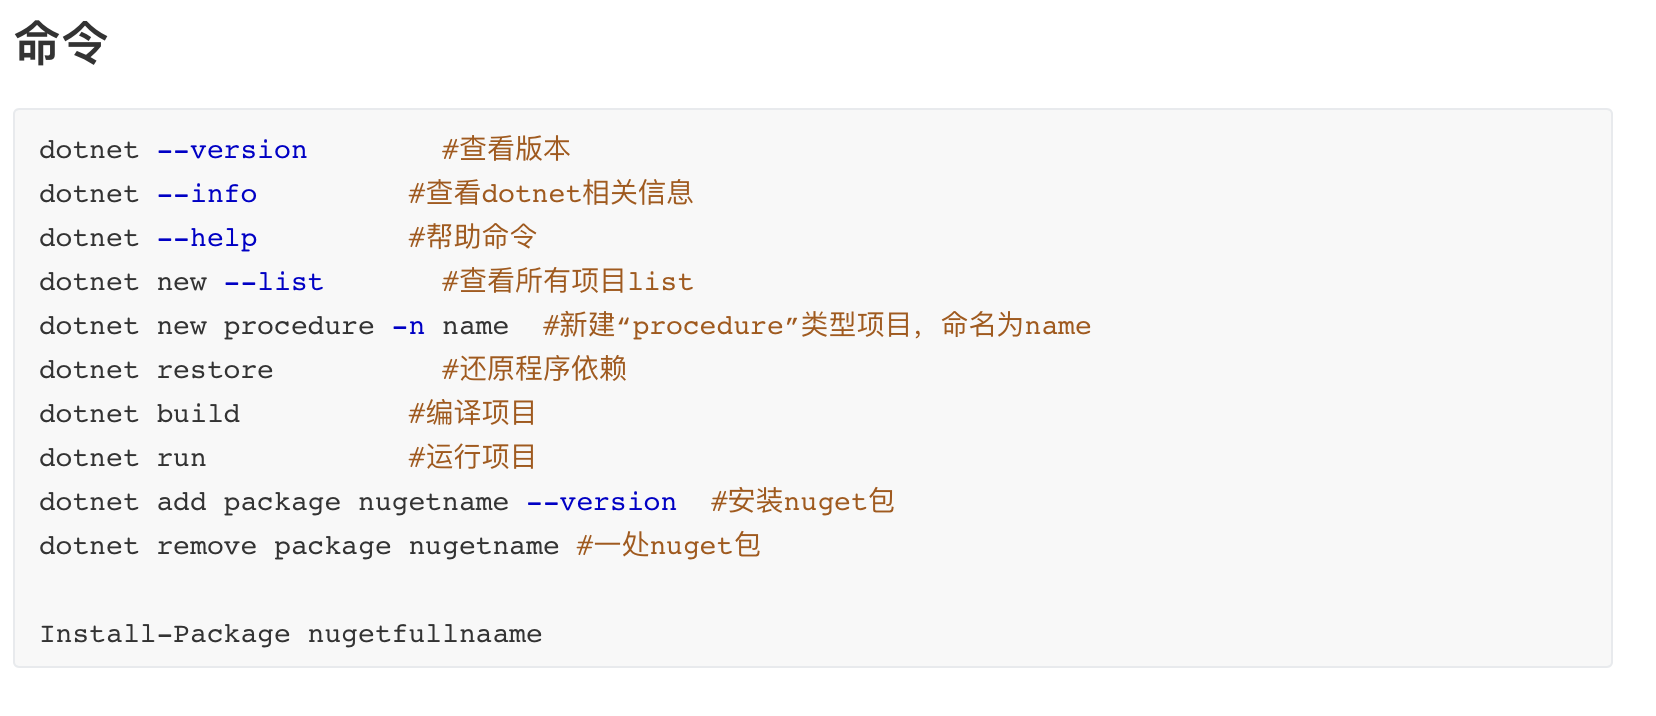 命令
dotnet --version #查看版本
dotnet --info #查看dotnet相关信息
dotnet --help #帮助命令
dotnet new --list #查看所有项目list
dotnet new procedure -n name #新建“procedure”类型项目，命名为name
dotnet restore #还原程序依赖
dotnet build #编译项目
dotnet run #运行项目
dotnet add package nugetname --version #安装nuget包
dotnet remove package nugetname #一处nuget包
Install-Package nugetfullnaame